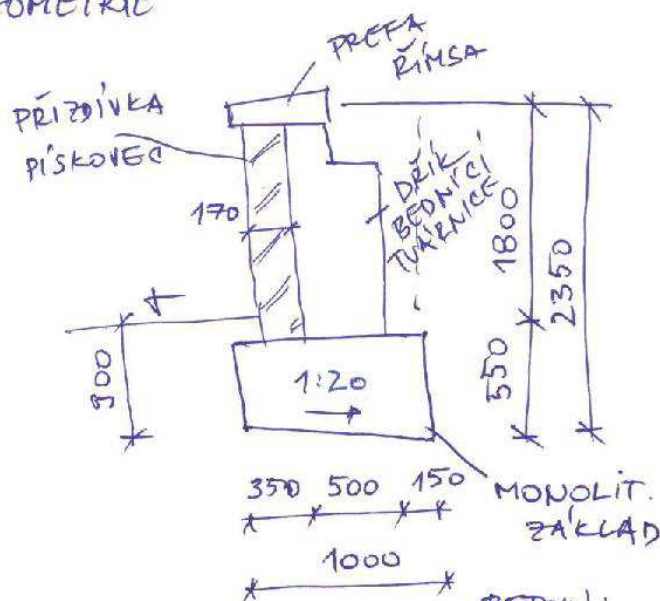 PREFA
ŘÍMSA
PŘIZDÍVKA
PÍSKOVEC
170
DŘÍK
BEDNÍCÍ
TVÁRNICE
1800
2350
550
900
1:20
350 500 150
1000
MONOLIT.
ZÁKLAD